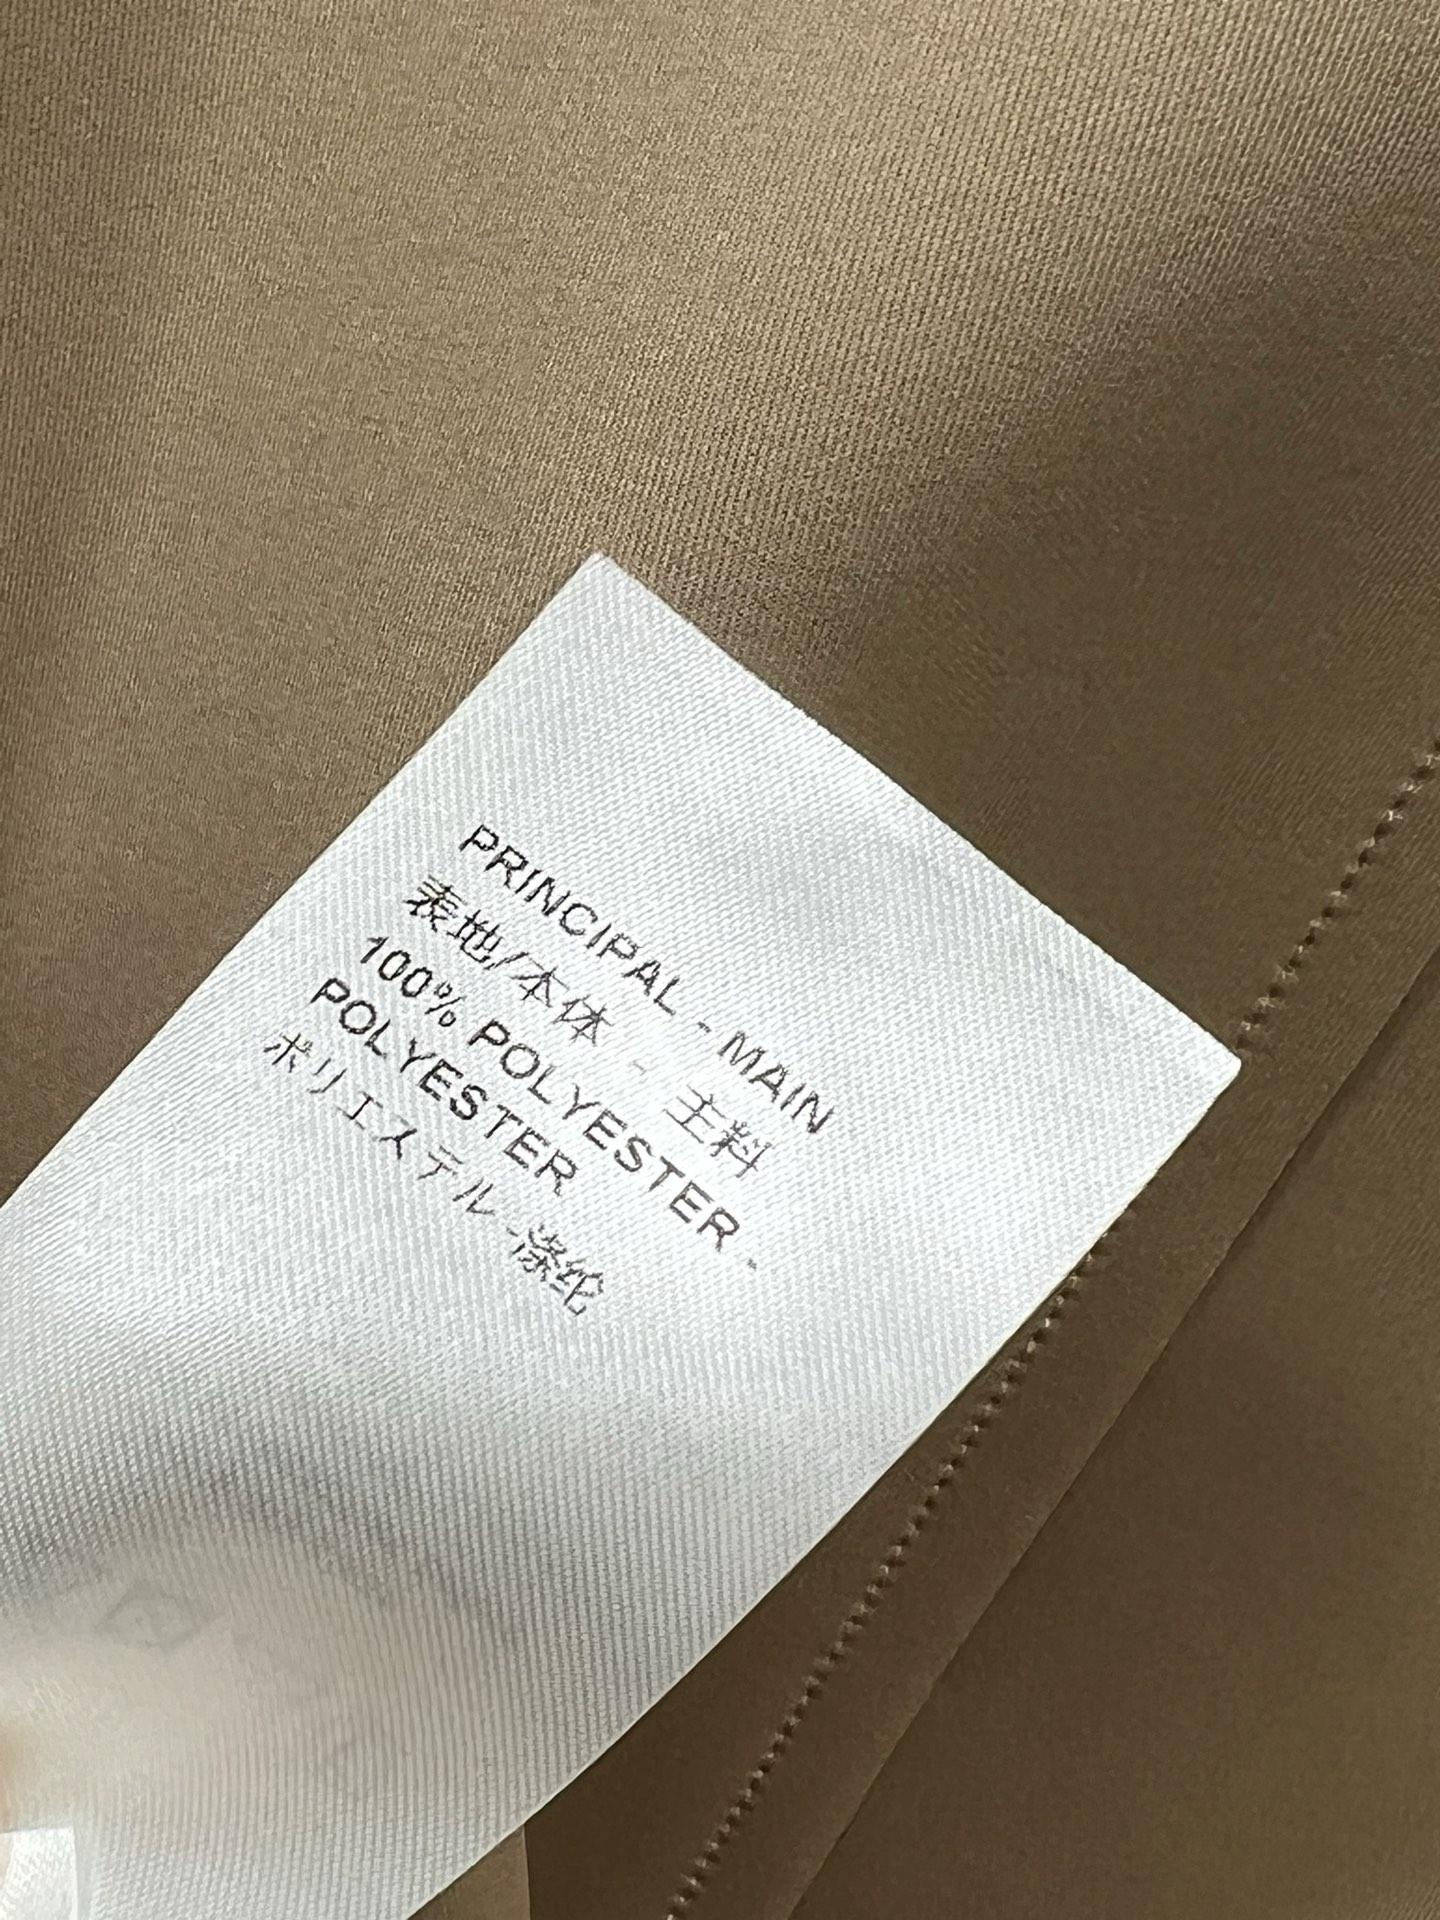 PRINCIPAL - MAIN
表地/本体 - 主料
100% POLYESTER -
POLYESTER
ポリエステル-涤纶